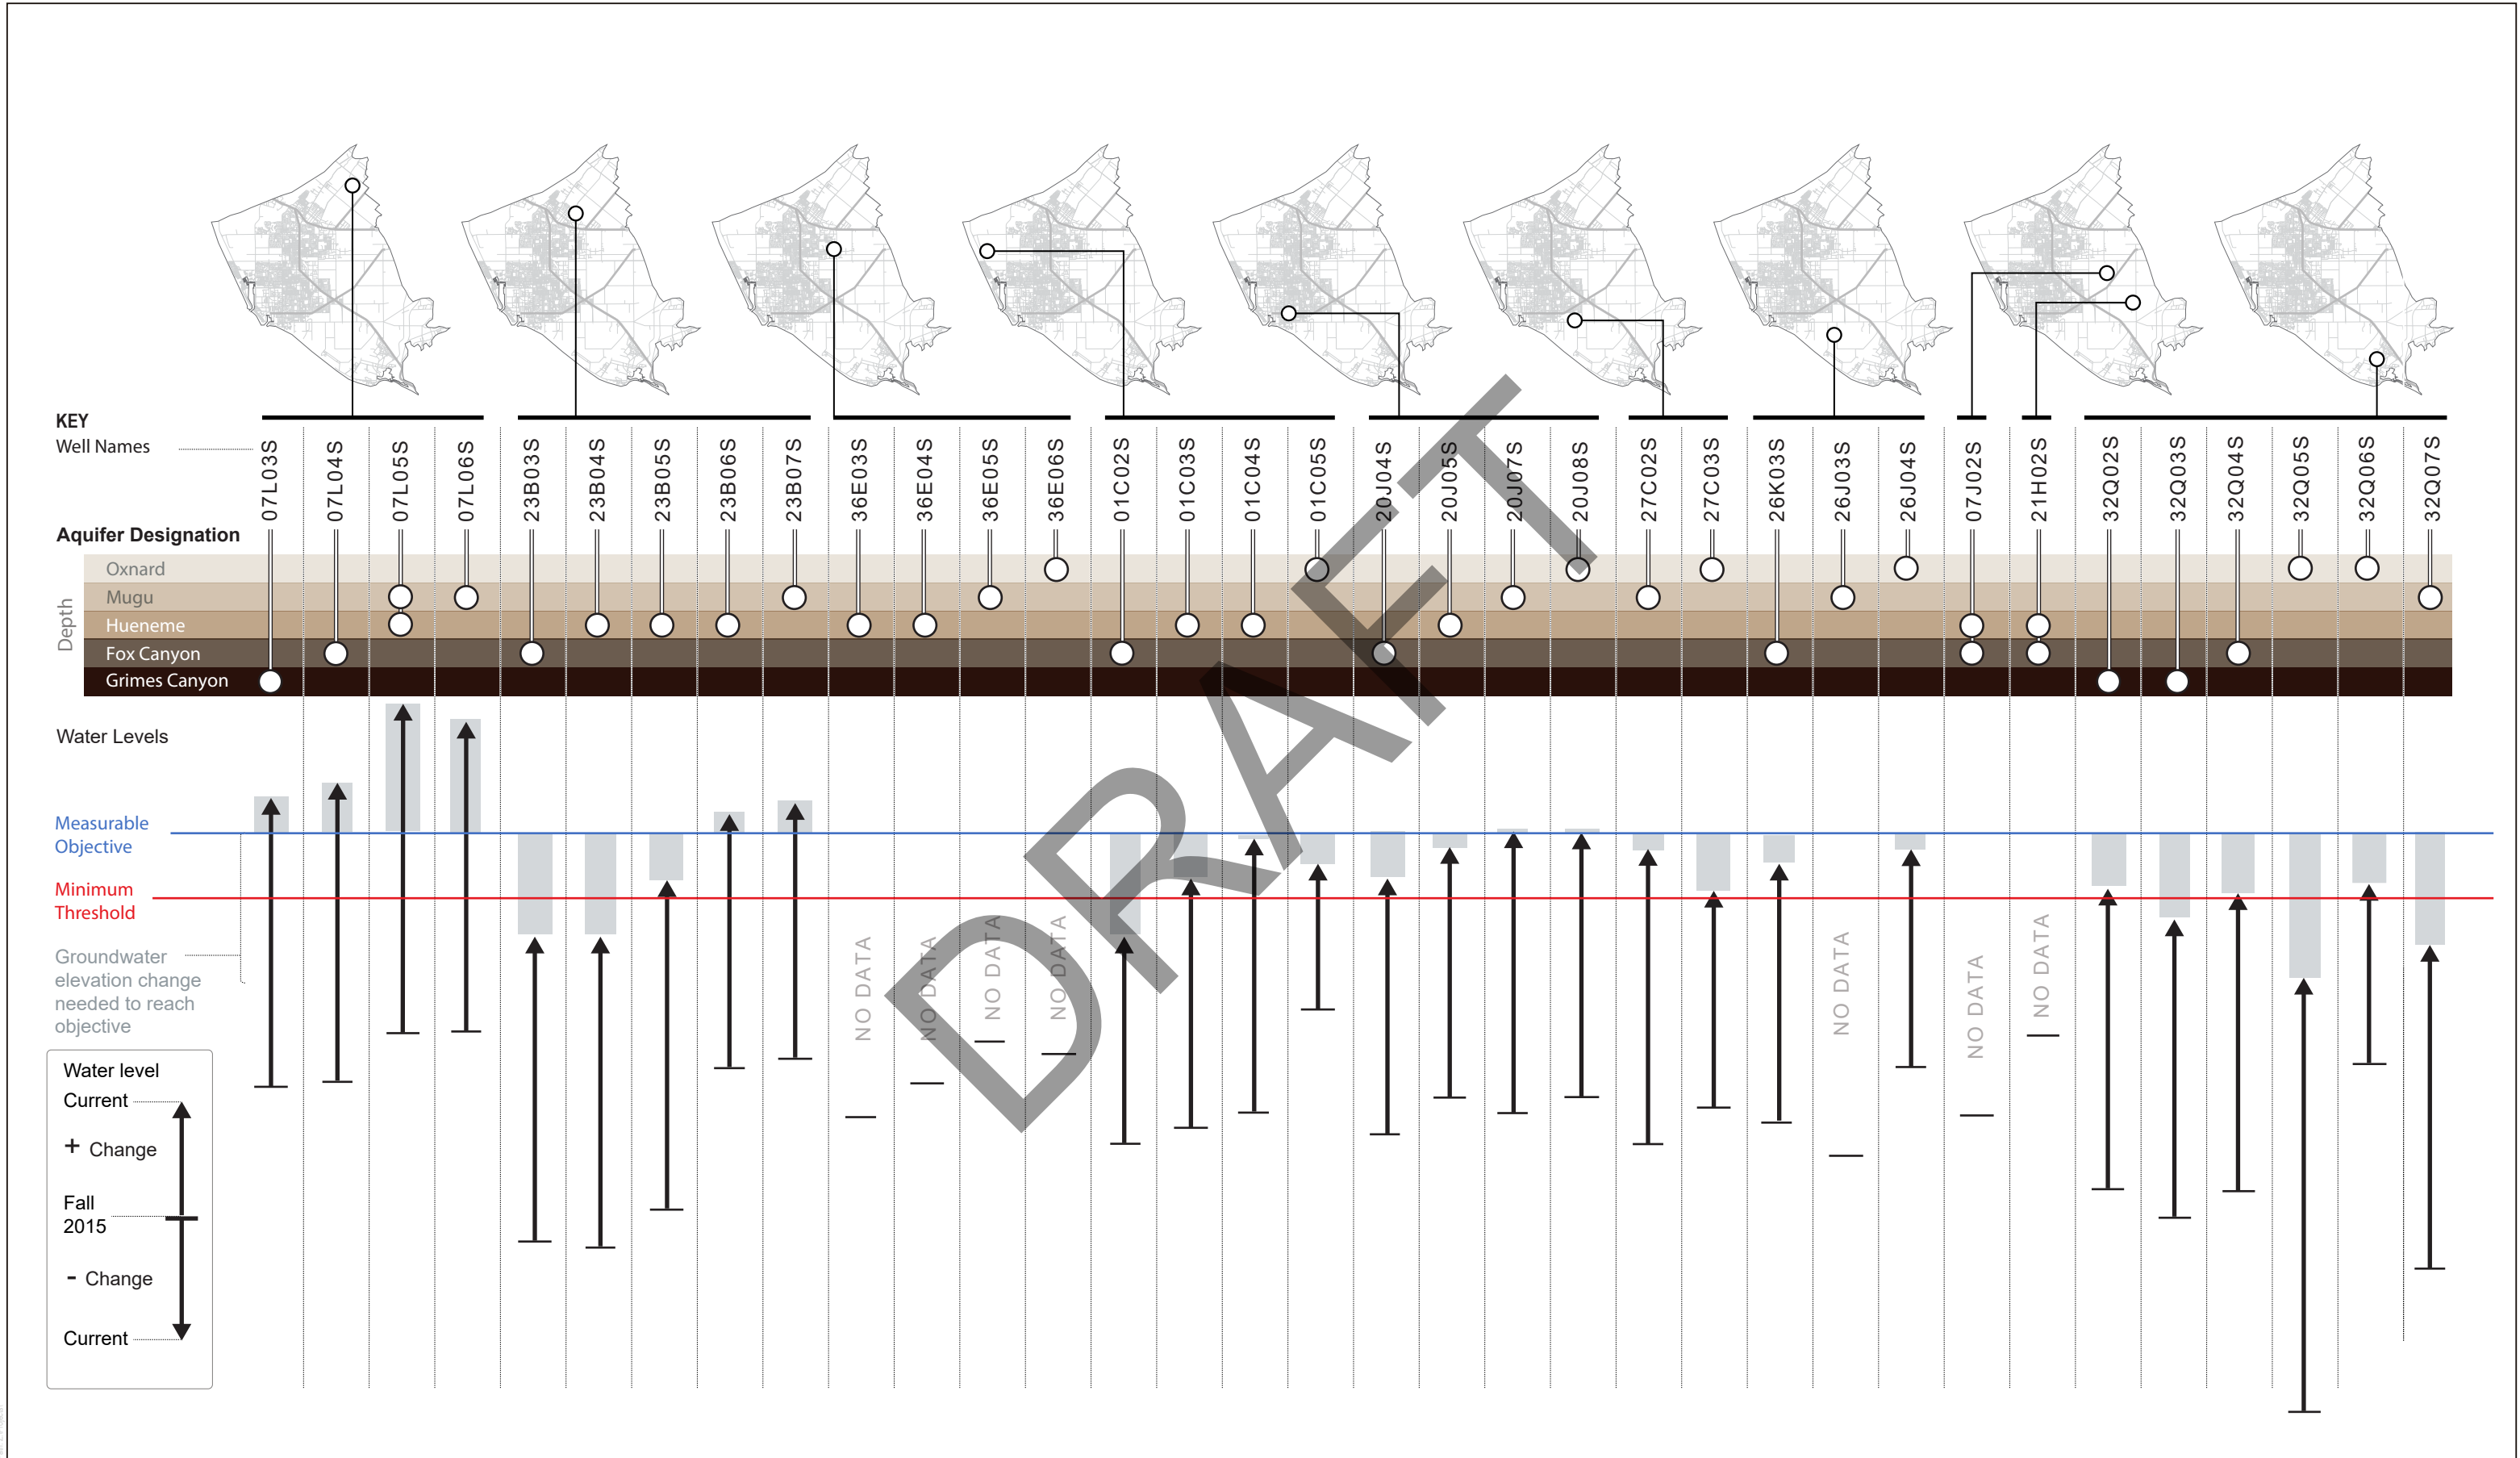 KEY
Well Names
07L03S
07L04S
07L05S
07L06S
23B03S
23B04S
23B05S
23B06S
23B07S
36E03S
36E04S
36E05S
36E06S
01C02S
01C03S
01C04S
01C05S
20J04S
20J05S
20J07S
20J08S
27C02S
27C03S
26K03S
26J03S
26J04S
07J02S
21H02S
32Q02S
32Q03S
32Q04S
32Q05S
32Q06S
32Q07S
Aquifer Designation
Depth
Oxnard
Mugu
Hueneme
Fox Canyon
Grimes Canyon
Water Levels
Measurable
Objective
Minimum
Threshold
Groundwater
elevation change
needed to reach
objective
NO DATA
NO DATA
NO DATA
NO DATA
NO DATA
NO DATA
NO DATA
Water level
Current
+ Change
Fall
2015
- Change
Current
DRAFT